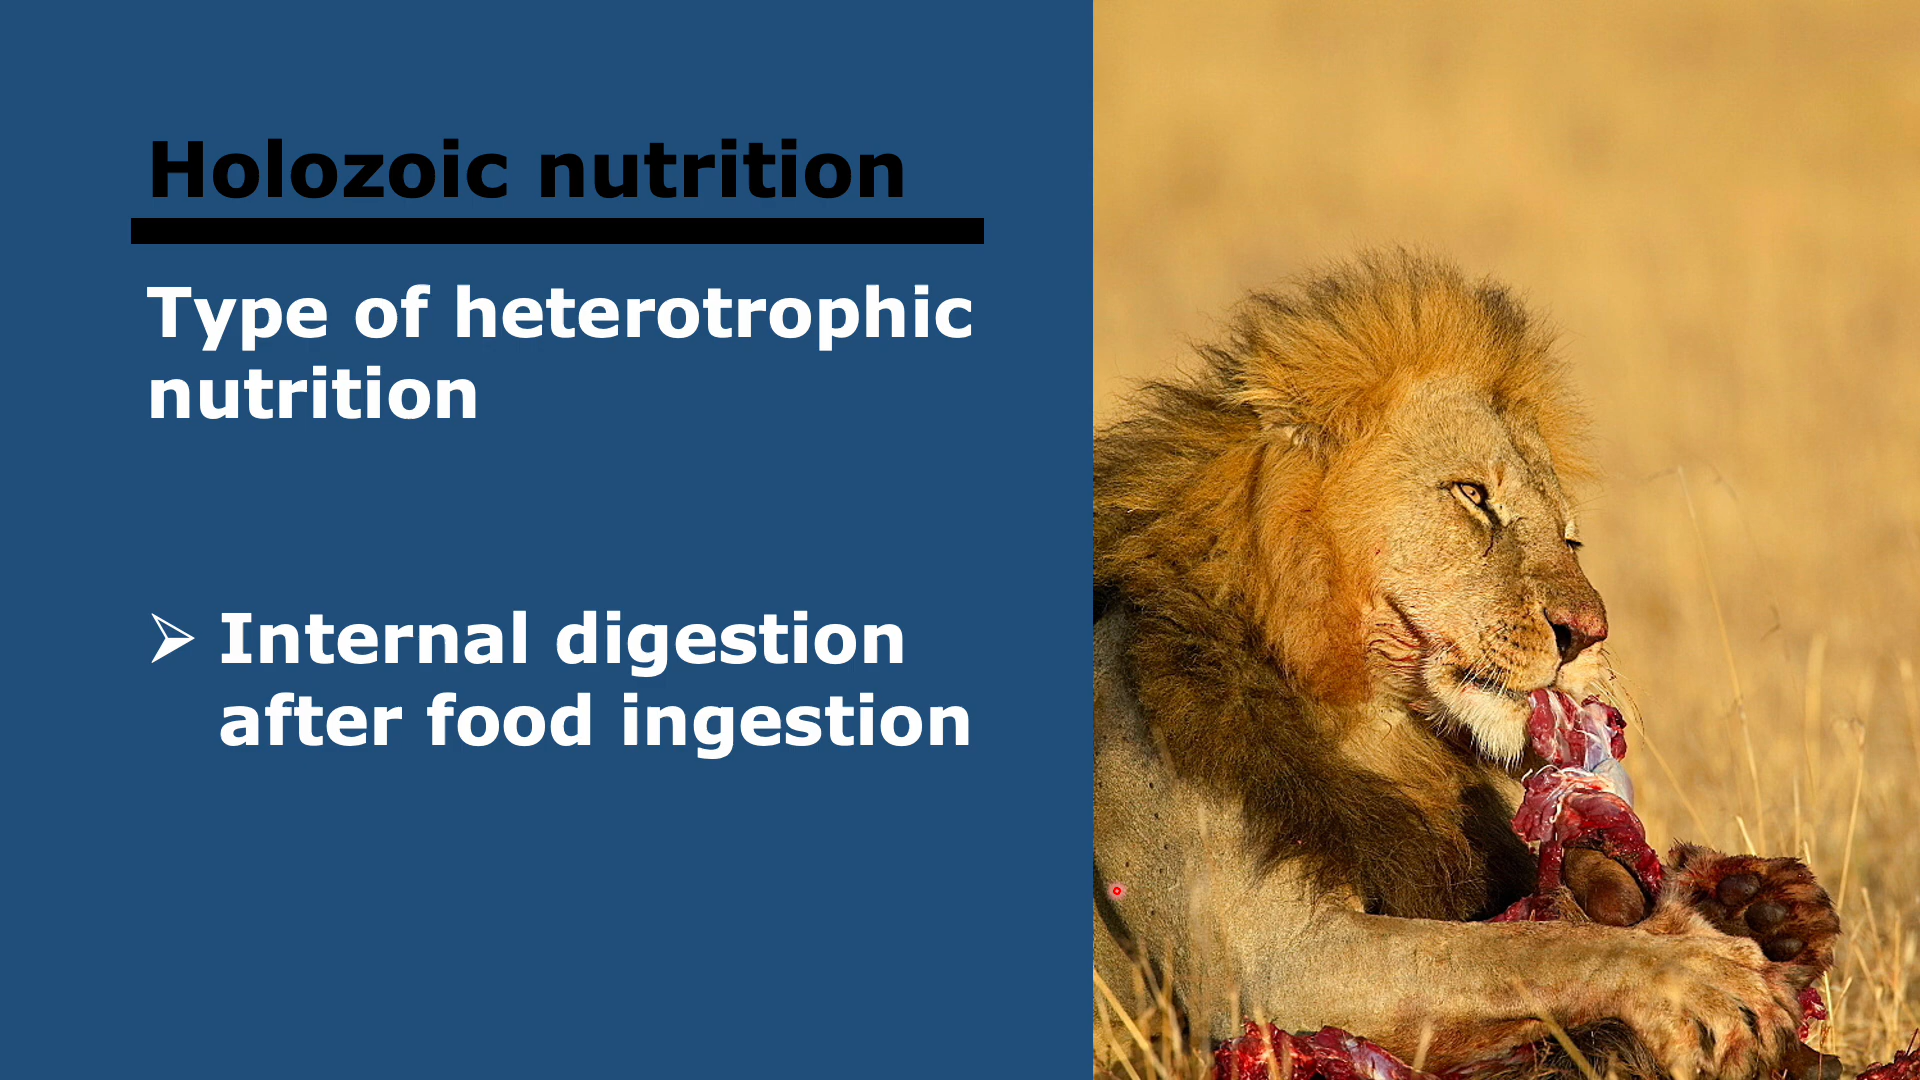 Holozoic nutrition
Type of heterotrophic
nutrition
➢ Internal digestion
after food ingestion